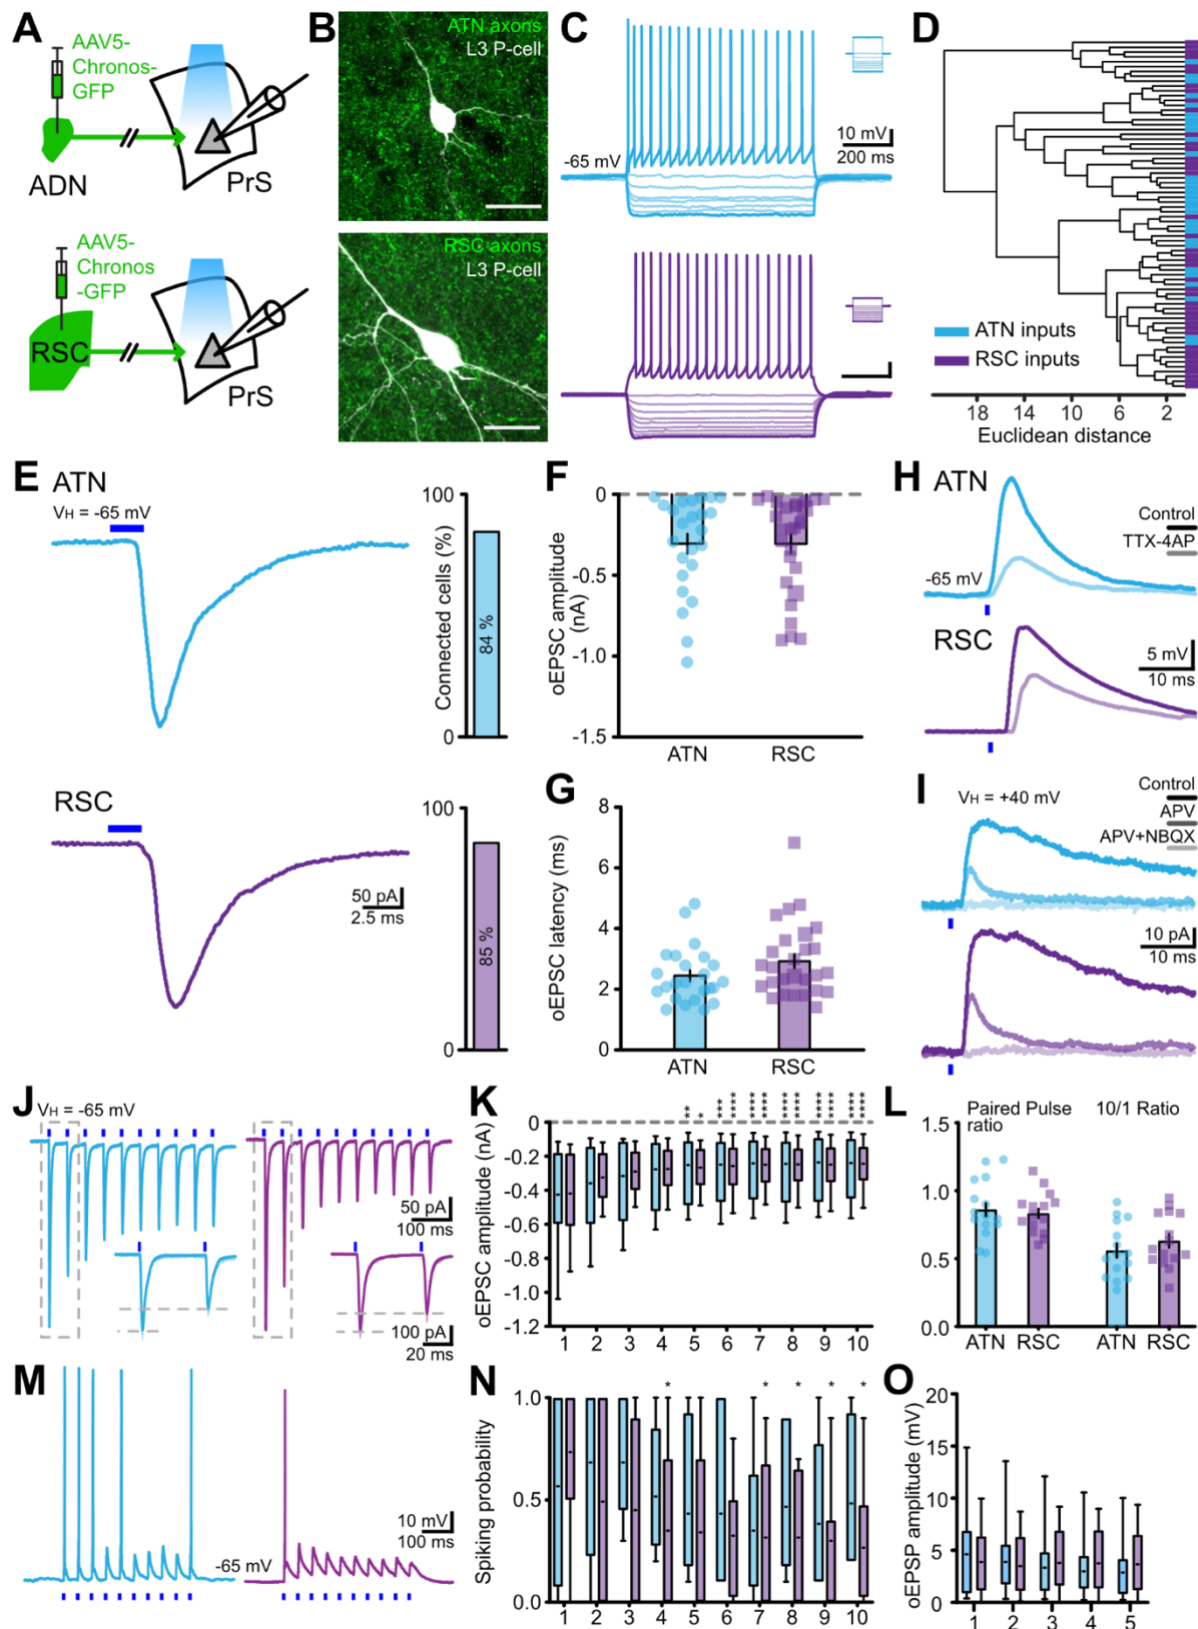 A
AAV5-
Chronos-
GFP
ADN
PrS
AAV5-
Chronos
-GFP
RSC
PrS
B
ATN axons
L3 P-cell
RSC axons
L3 P-cell
C
-65 mV
10 mV
200 ms
D
ATN inputs
RSC inputs
18 14 10 6 2
Euclidean distance
E
ATN
VH = -65 mV
100
Connected cells (%)
84 %
0
RSC
50 pA
2.5 ms
100
85 %
0
F
0
-0.5
-1.0
-1.5
oEPSC amplitude
(nA)
ATN RSC
G
8
6
4
2
0
oEPSC latency (ms)
ATN RSC
H
ATN
Control
TTX-4AP
-65 mV
RSC
5 mV
10 ms
I
VH = +40 mV
Control
APV
APV+NBQX
10 pA
10 ms
J
VH = -65 mV
50 pA
100 ms
100 pA
20 ms
K
** * *** **** **** **** **** **** **** **** **** ****
0
-0.2
-0.4
-0.6
-0.8
-1.0
-1.2
oEPSC amplitude (nA)
1 2 3 4 5 6 7 8 9 10
L
Paired Pulse
ratio
10/1 Ratio
1.5
1.0
0.5
0.0
ATN RSC ATN RSC
M
-65 mV
10 mV
100 ms
N
* * * * *
1.0
0.5
0
Spiking probability
1 2 3 4 5 6 7 8 9 10
O
20
15
10
5
0
oEPSP amplitude (mV)
1 2 3 4 5